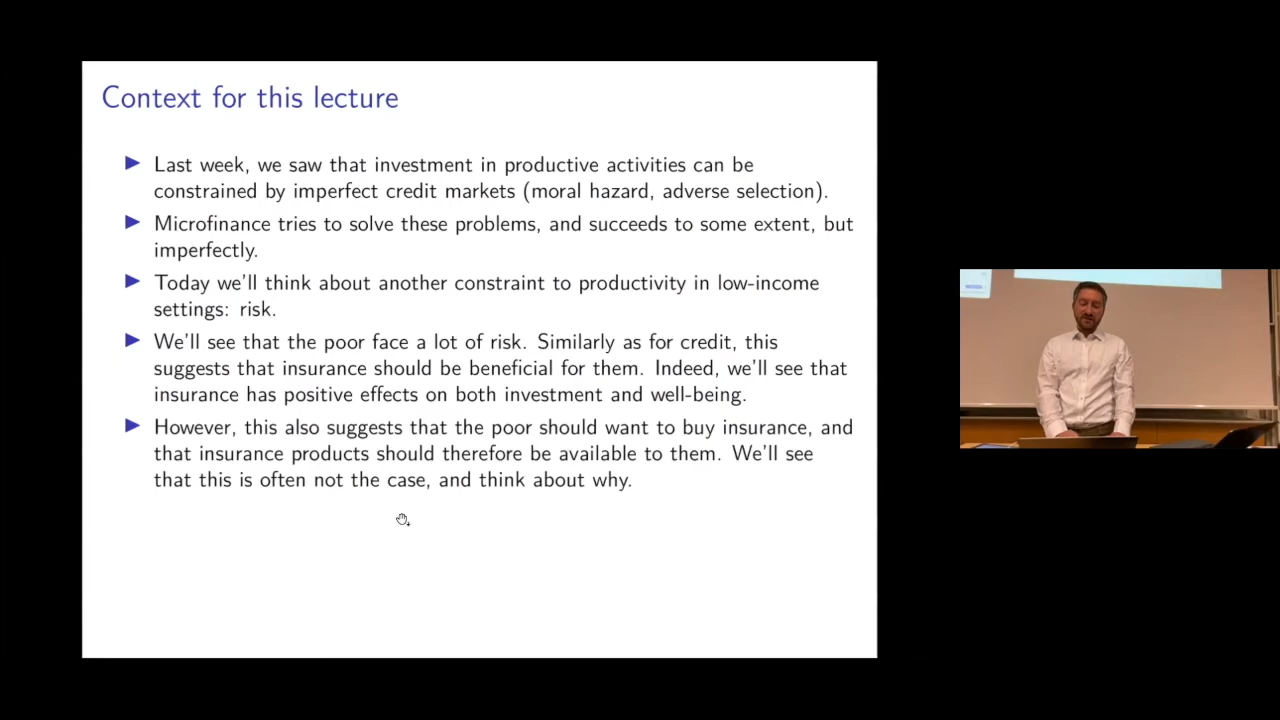 Context for this lecture
Last week, we saw that investment in productive activities can be
constrained by imperfect credit markets (moral hazard, adverse selection).
Microfinance tries to solve these problems, and succeeds to some extent, but
imperfectly.
Today we'll think about another constraint to productivity in low-income
settings: risk.
We'll see that the poor face a lot of risk. Similarly as for credit, this
suggests that insurance should be beneficial for them. Indeed, we'll see that
insurance has positive effects on both investment and well-being.
However, this also suggests that the poor should want to buy insurance, and
that insurance products should therefore be available to them. We'll see
that this is often not the case, and think about why.